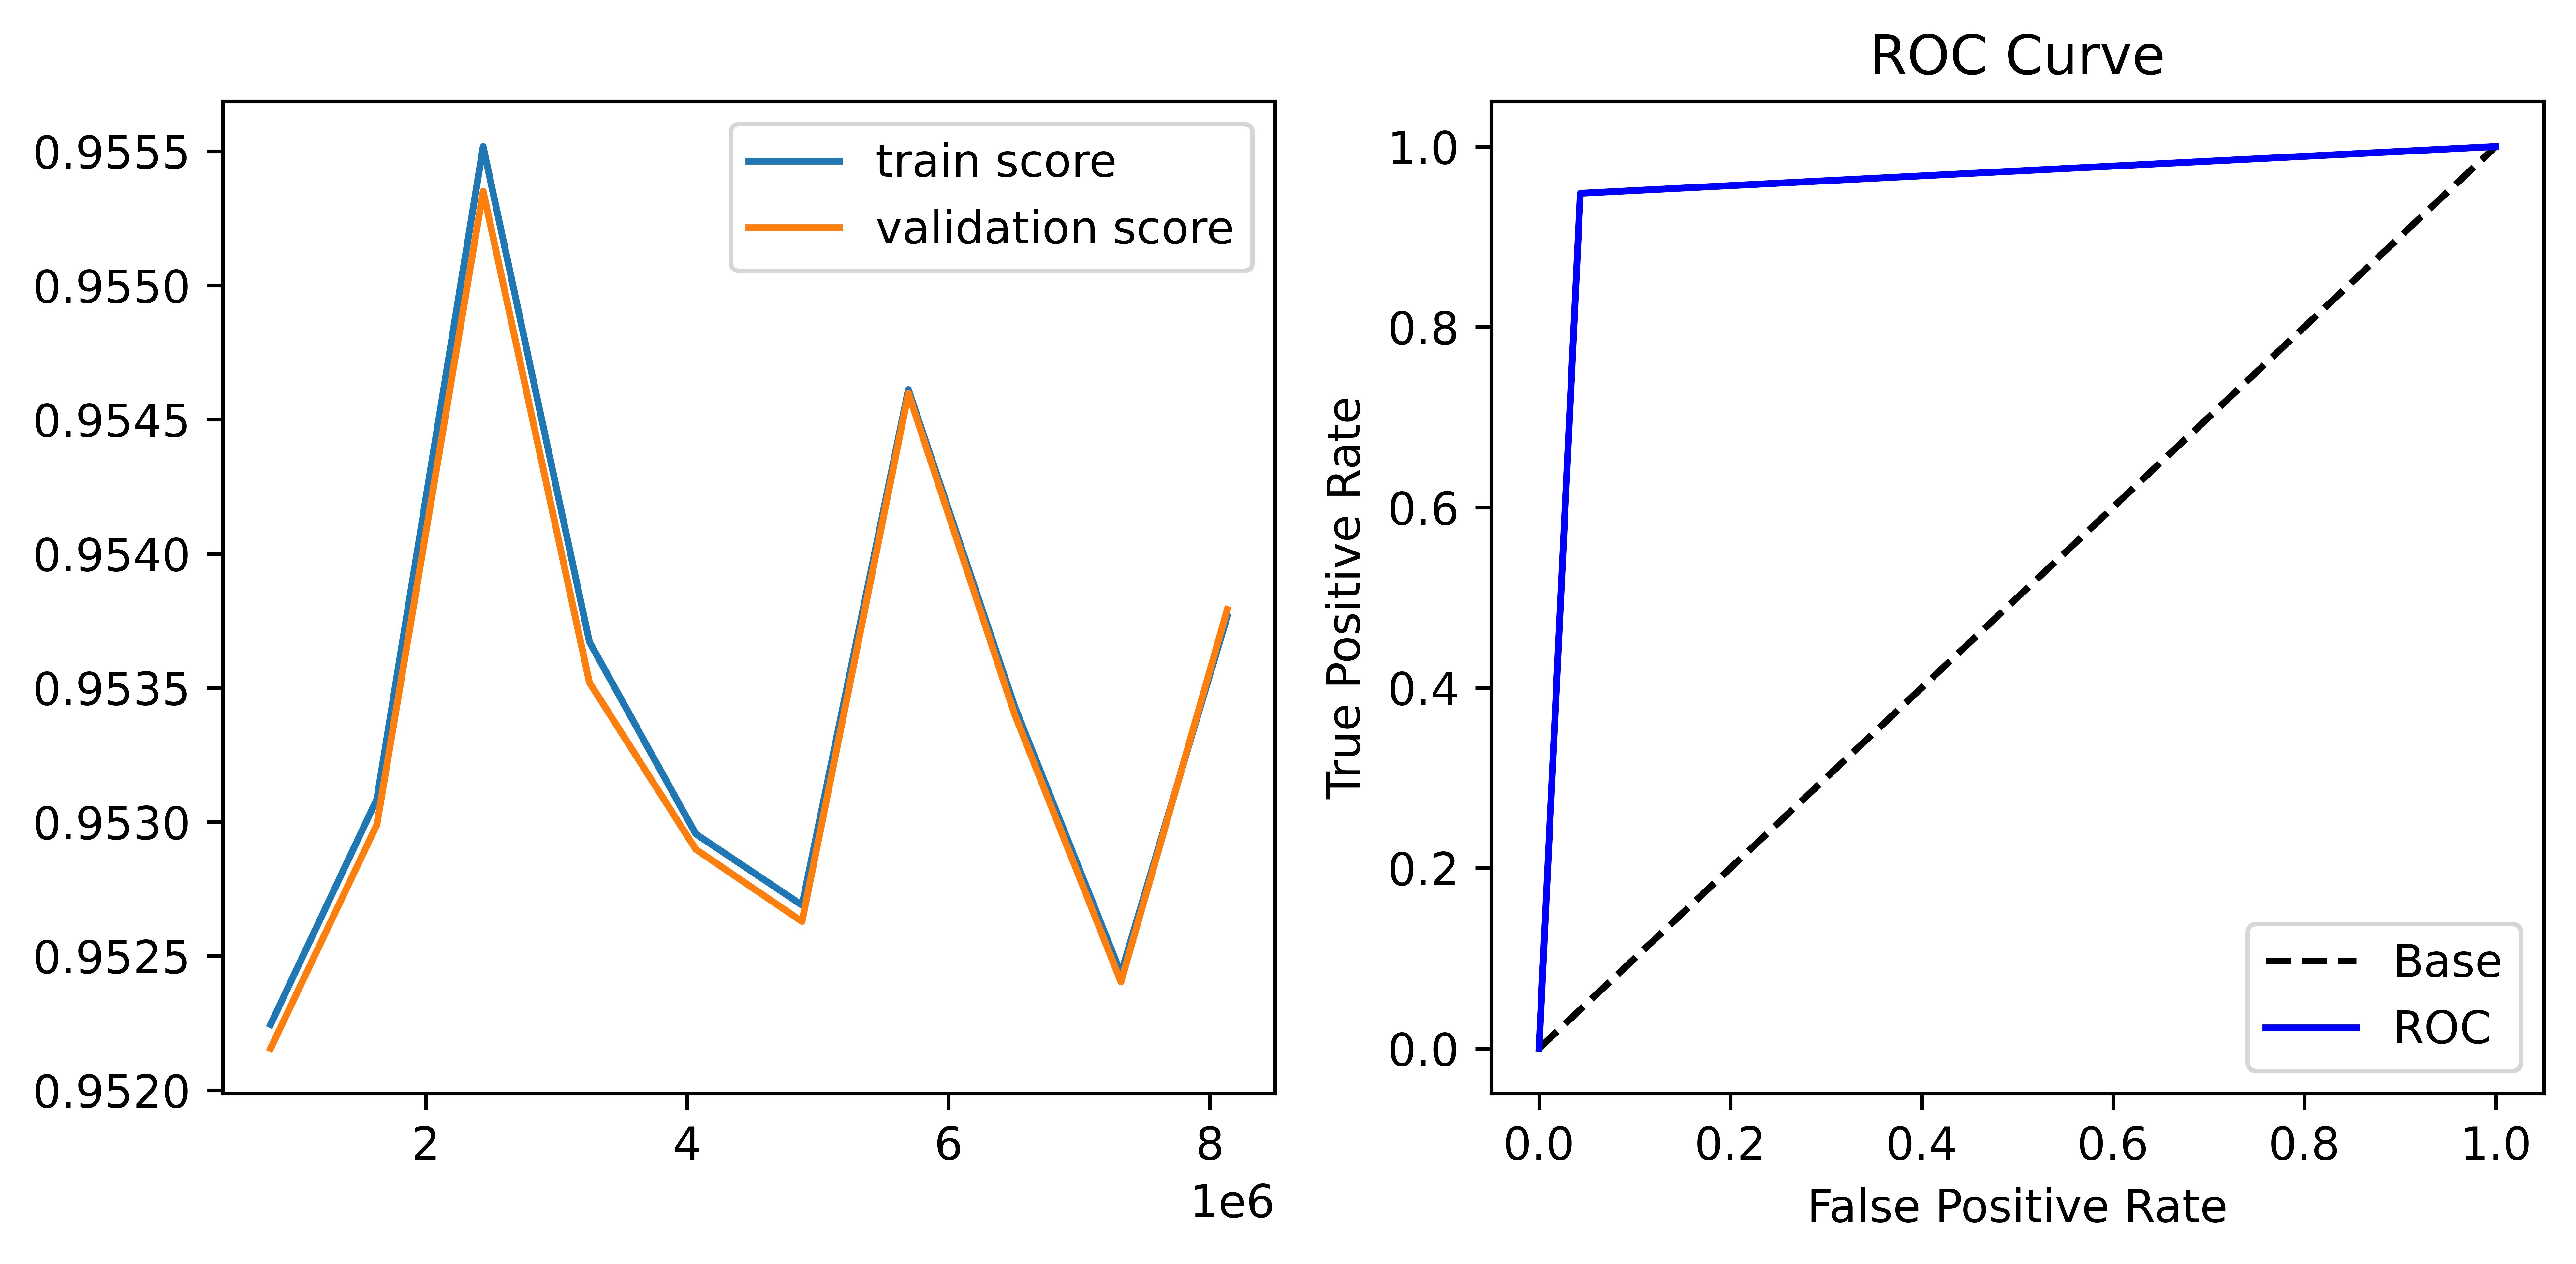 0.9555
0.9550
0.9545
0.9540
0.9535
0.9530
0.9525
0.9520
2 4 6 8
1e6
train score
validation score
ROC Curve
True Positive Rate
1.0
0.8
0.6
0.4
0.2
0.0
0.0 0.2 0.4 0.6 0.8 1.0
False Positive Rate
Base
ROC